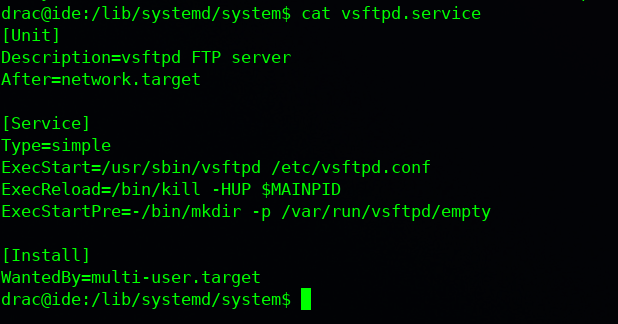 drac@ide:/lib/systemd/system$ cat vsftpd.service
[Unit]
Description=vsftpd FTP server
After=network.target
[Service]
Type=simple
ExecStart=/usr/sbin/vsftpd /etc/vsftpd.conf
ExecReload=/bin/kill -HUP $MAINPID
ExecStartPre=-/bin/mkdir -p /var/run/vsftpd/empty
[Install]
WantedBy=multi-user.target
drac@ide:/lib/systemd/system$